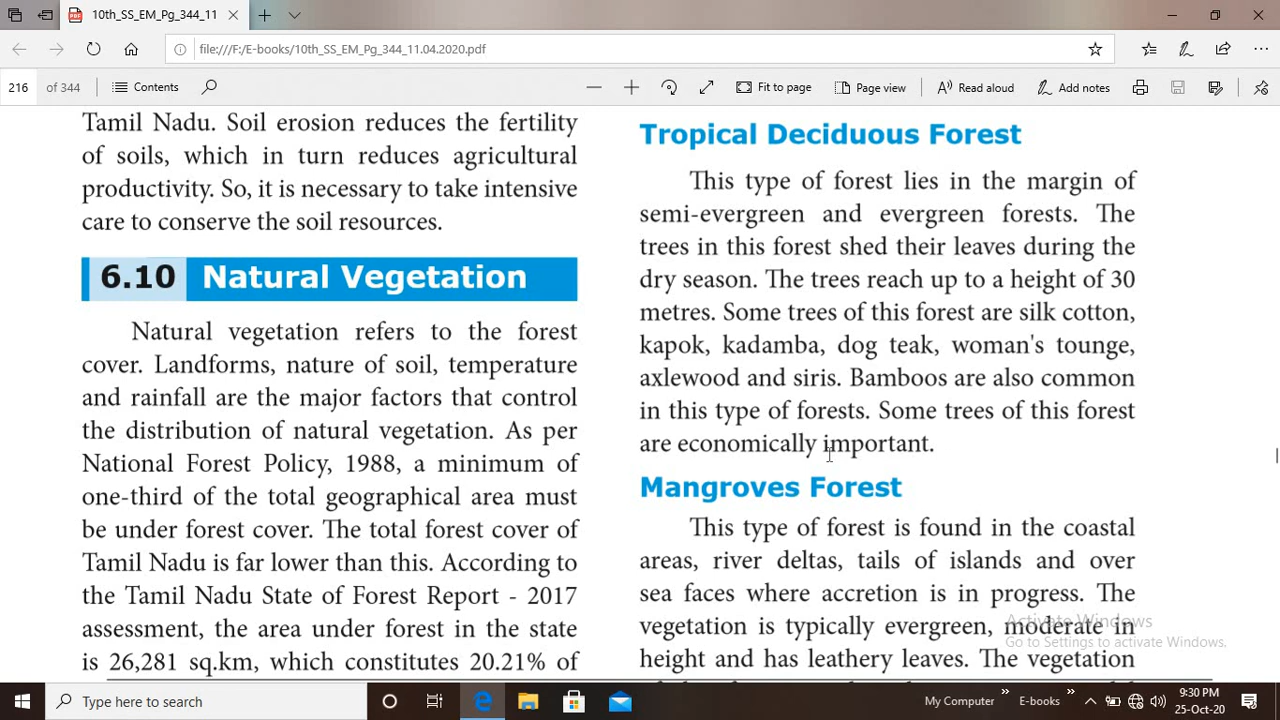 10th_SS_EM_Pg_344_11
file:///F:/E-books/10th_SS_EM_Pg_344_11.04.2020.pdf
216 of 344 Contents Fit to page Page view Read aloud Add notes
Tamil Nadu. Soil erosion reduces the fertility
of soils, which in turn reduces agricultural
productivity. So, it is necessary to take intensive
care to conserve the soil resources.
6.10 Natural Vegetation
Natural vegetation refers to the forest
cover. Landforms, nature of soil, temperature
and rainfall are the major factors that control
the distribution of natural vegetation. As per
National Forest Policy, 1988, a minimum of
one-third of the total geographical area must
be under forest cover. The total forest cover of
Tamil Nadu is far lower than this. According to
the Tamil Nadu State of Forest Report - 2017
assessment, the area under forest in the state
is 26,281 sq.km, which constitutes 20.21% of
Tropical Deciduous Forest
This type of forest lies in the margin of
semi-evergreen and evergreen forests. The
trees in this forest shed their leaves during the
dry season. The trees reach up to a height of 30
metres. Some trees of this forest are silk cotton,
kapok, kadamba, dog teak, woman's tounge,
axlewood and siris. Bamboos are also common
in this type of forests. Some trees of this forest
are economically important.
Mangroves Forest
This type of forest is found in the coastal
areas, river deltas, tails of islands and over
sea faces where accretion is in progress. The
vegetation is typically evergreen, moderate in
height and has leathery leaves. The vegetation
Activate Windows
Go to Settings to activate Windows.
Type here to search
My Computer
E-books
9:30 PM
25-Oct-20